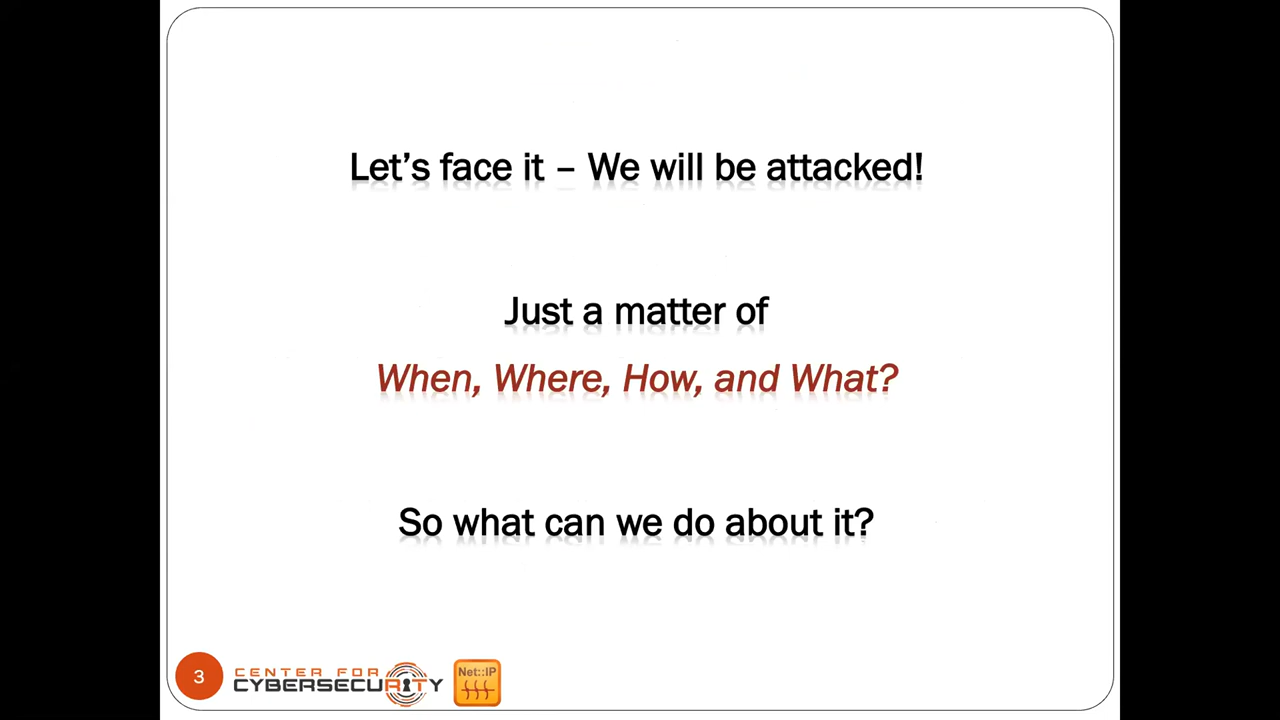 Let’s face it – We will be attacked!
Just a matter of
When, Where, How, and What?
So what can we do about it?
3
CENTER FOR
CYBERSECURITY
Net::IP